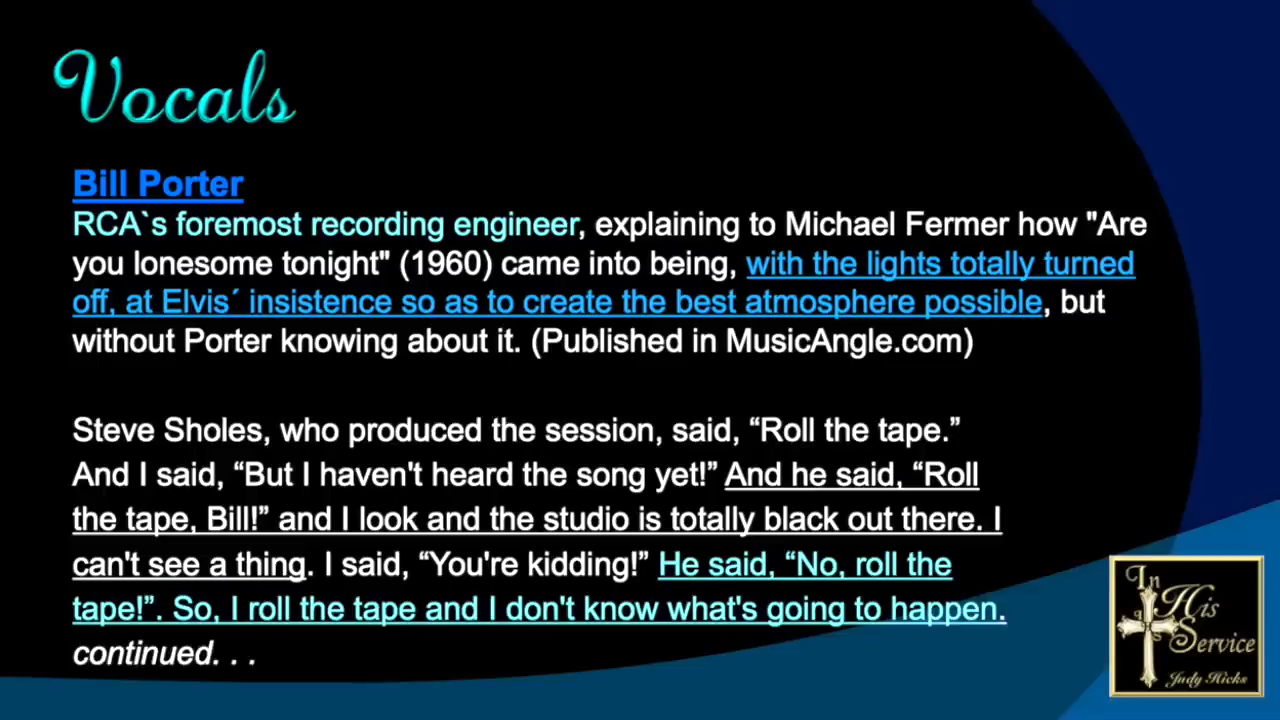 Vocals
Bill Porter
RCA`s foremost recording engineer, explaining to Michael Fermer how "Are
you lonesome tonight" (1960) came into being, with the lights totally turned
off, at Elvis´ insistence so as to create the best atmosphere possible, but
without Porter knowing about it. (Published in MusicAngle.com)
Steve Sholes, who produced the session, said, “Roll the tape.”
And I said, “But I haven't heard the song yet!” And he said, “Roll
the tape, Bill!” and I look and the studio is totally black out there. I
can't see a thing. I said, “You're kidding!” He said, “No, roll the
tape!”. So, I roll the tape and I don't know what's going to happen.
continued. . .
In
His
Service
Judy Hicks